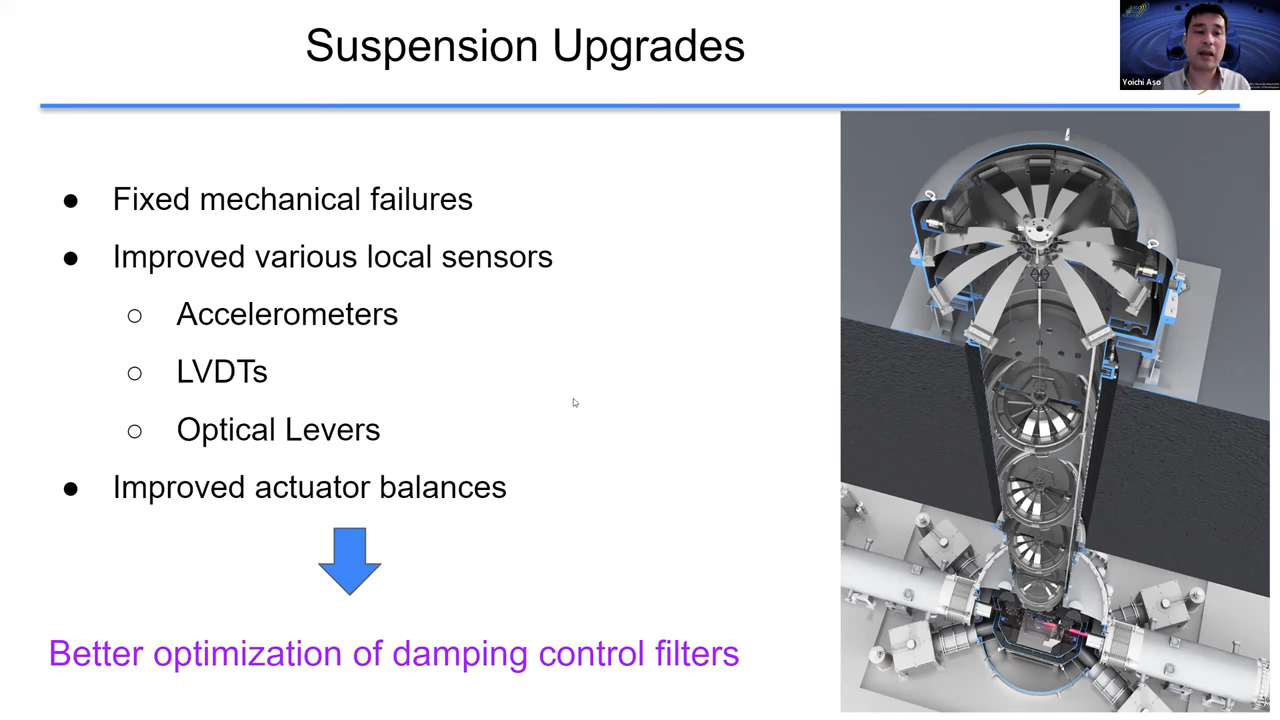 Suspension Upgrades
Yoichi Aso
● Fixed mechanical failures
● Improved various local sensors
○ Accelerometers
○ LVDTs
○ Optical Levers
● Improved actuator balances
Better optimization of damping control filters